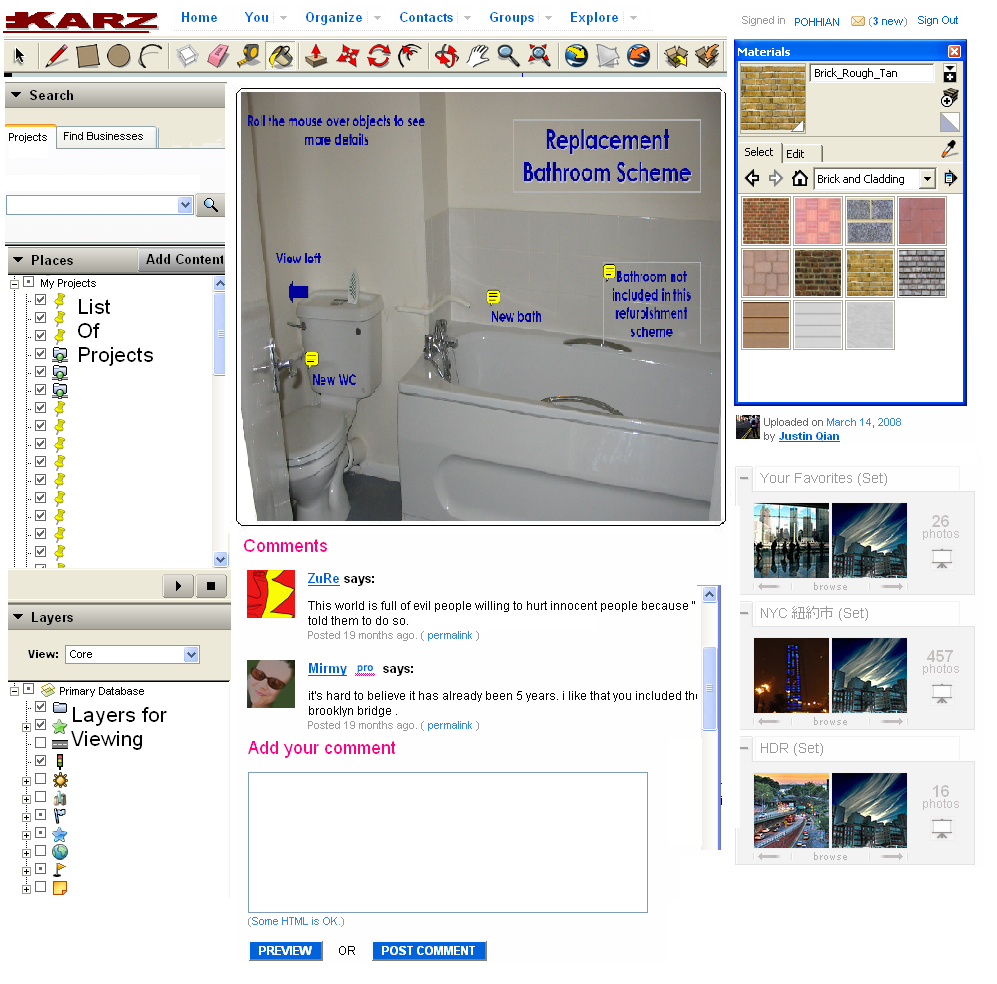 KARZ
Home You Organize Contacts Groups Explore
Signed in POHHIAN (3 new) Sign Out
Search
Projects Find Businesses
Places Add Content
My Projects
List
Of
Projects
Layers
View: Core
Primary Database
Layers for
Viewing
Roll the mouse over objects to see
more details
Replacement
Bathroom Scheme
View left
New bath
Bathroom not
included in this
refurbishment
scheme
New WC
Comments
ZuRe says:
This world is full of evil people willing to hurt innocent people because "
told them to do so.
Posted 19 months ago. ( permalink )
Mirmy pro says:
it's hard to believe it has already been 5 years. i like that you included th
brooklyn bridge .
Posted 19 months ago. ( permalink )
Add your comment
(Some HTML is OK.)
PREVIEW OR POST COMMENT
Materials
Brick_Rough_Tan
Select Edit
Brick and Cladding
Uploaded on March 14, 2008
by Justin Qian
Your Favorites (Set)
26
photos
browse
NYC 紐約市 (Set)
457
photos
browse
HDR (Set)
16
photos
browse